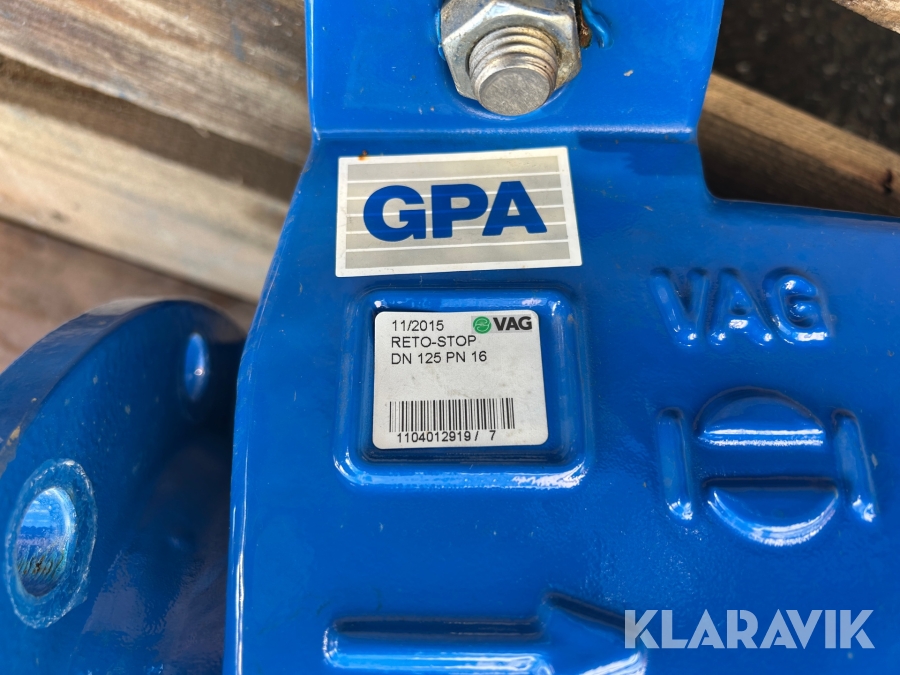 GPA
11/2015 VAG
RETO-STOP
DN 125 PN 16
1104012919/ 7
VAG
KLARAVIK